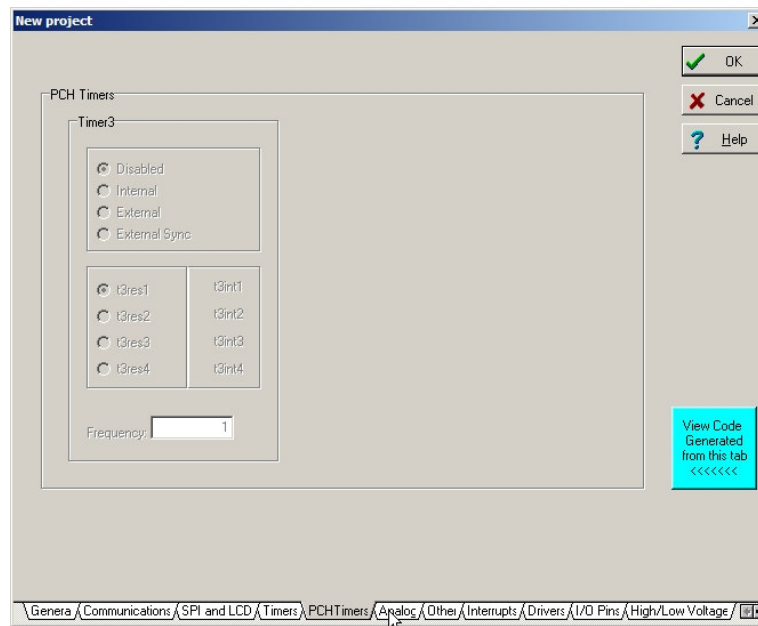 New project
OK
Cancel
Help
PCH Timers
Timer3
Disabled
Internal
External
External Sync
t3res1 t3int1
t3res2 t3int2
t3res3 t3int3
t3res4 t3int4
Frequency: 1
View Code
Generated
from this tab
<<<<<<<
Genera Communications SPI and LCD Timers PCHTimers Analog Other Interrupts Drivers I/O Pins High/Low Voltage